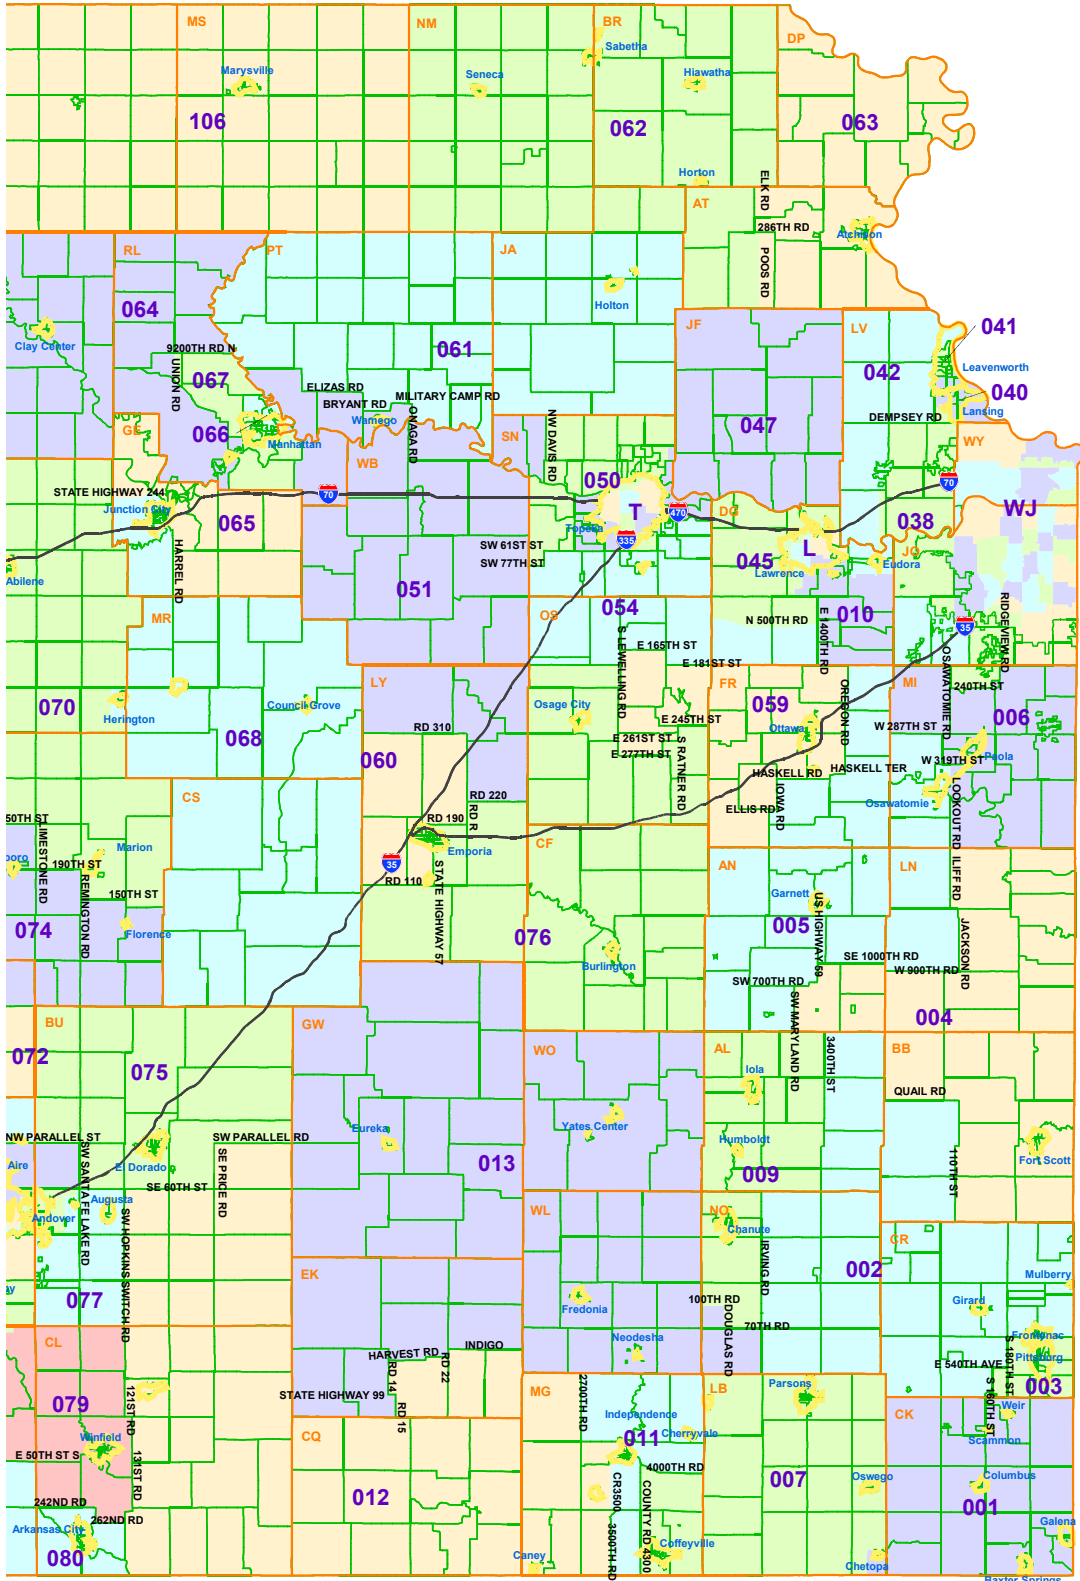 MS
NM
BR
DP
Sabetha
Marysville
Seneca
Hiawatha
106
062
063
Horton
ELK RD
AT
286TH RD
Atchison
POOS RD
RL
PT
JA
064
Holton
Clay Center
9200TH RD N
UNION RD
067
061
JF
LV
041
Leavenworth
042
040
ELIZAS RD
BRYANT RD
MILITARY CAMP RD
ONAGA RD
Wamego
NW DAVIS RD
DEMPSEY RD
Lansing
GE
066
Manhattan
047
SN
WY
WB
STATE HIGHWAY 244
Junction City
70
050
T
470
70
DG
WJ
065
Topeka
335
038
L
JO
HARREL RD
SW 61ST ST
SW 77TH ST
045
Lawrence
Eudora
Abilene
051
054
MR
OS
S LEWELLING RD
N 500TH RD
E 1400TH RD
010
35
RIDGEVIEW RD
E 165TH ST
E 181ST ST
OSAWATOMIE RD
LY
FR
MI
240TH ST
070
Herington
Council Grove
Osage City
059
OREGON RD
006
RD 310
E 245TH ST
Ottawa
W 287TH ST
068
060
E 261ST ST
E 277TH ST
S RATNER RD
W 319TH ST
Paola
HASKELL RD
HASKELL TER
CS
RD 220
RD R
IOWA RD
ELLIS RD
Osawatomie
LOOKOUT RD
50TH ST
LIMESTONE RD
RD 190
CF
Marion
Emporia
boro
190TH ST
35
AN
LN
ILIFF RD
REMINGTON RD
150TH ST
RD 110
STATE HIGHWAY 57
Garnett
US HIGHWAY 59
074
Florence
076
005
JACKSON RD
SE 1000TH RD
Burlington
W 900TH RD
SW 700TH RD
SW MARYLAND RD
004
BU
GW
072
075
WO
AL
3400TH ST
BB
Iola
QUAIL RD
NW PARALLEL ST
SW PARALLEL RD
Eureka
Yates Center
Humboldt
Fort Scott
Aire
El Dorado
SW SANTA FE LAKE RD
SE PRICE RD
013
009
110TH ST
SE 60TH ST
Augusta
Andover
SW HOPKINS SWITCH RD
WL
NO
Chanute
IRVING RD
CR
EK
002
Mulberry
ay
077
Fredonia
100TH RD
DOUGLAS RD
Girard
70TH RD
CL
Neodesha
Frontenac
HARVEST RD
INDIGO
RD 22
S 180TH ST
Pittsburg
E 540TH AVE
RD 14
003
079
121ST RD
STATE HIGHWAY 99
MG
2700TH RD
LB
Parsons
S 160TH ST
RD 15
CK
Weir
Independence
Winfield
CQ
011
Cherryvale
Scammon
E 50TH ST S
131ST RD
4000TH RD
007
Oswego
Columbus
012
CR3500
COUNTY RD 4300
001
242ND RD
262ND RD
Arkansas City
3500TH RD
Galena
080
Caney
Coffeyville
Chetopa
Baxter Springs